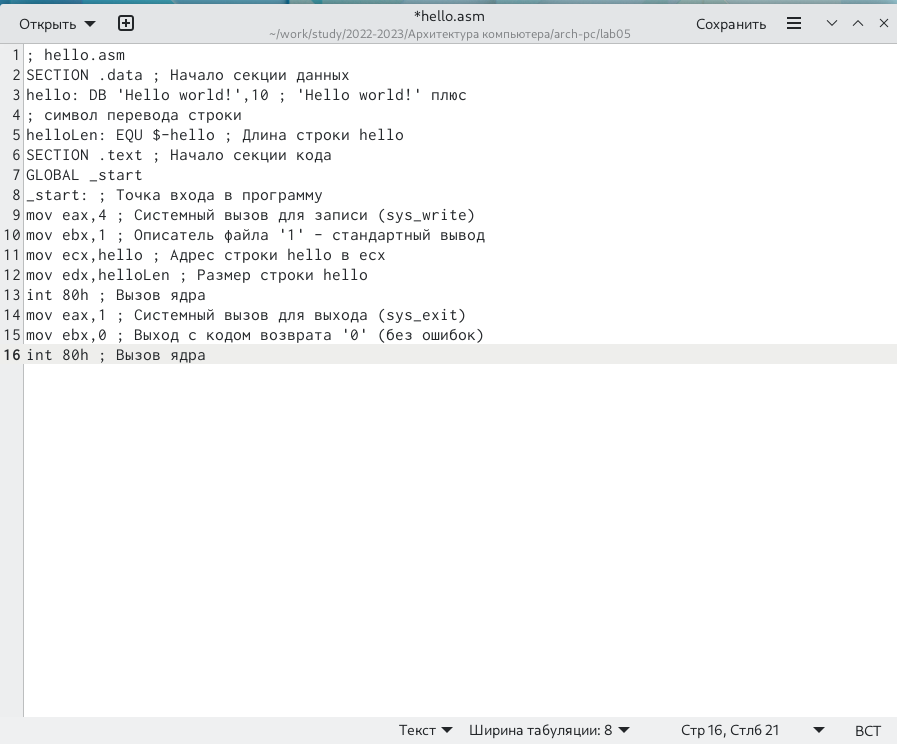 Открыть
*hello.asm
~/work/study/2022-2023/Архитектура компьютера/arch-pc/lab05
Сохранить
1 ; hello.asm
2 SECTION .data ; Начало секции данных
3 hello: DB 'Hello world!',10 ; 'Hello world!' плюс
4 ; символ перевода строки
5 helloLen: EQU $-hello ; Длина строки hello
6 SECTION .text ; Начало секции кода
7 GLOBAL _start
8 _start: ; Точка входа в программу
9 mov eax,4 ; Системный вызов для записи (sys_write)
10 mov ebx,1 ; Описатель файла '1' - стандартный вывод
11 mov ecx,hello ; Адрес строки hello в ecx
12 mov edx,helloLen ; Размер строки hello
13 int 80h ; Вызов ядра
14 mov eax,1 ; Системный вызов для выхода (sys_exit)
15 mov ebx,0 ; Выход с кодом возврата '0' (без ошибок)
16 int 80h ; Вызов ядра
Текст Ширина табуляции: 8 Стр 16, Стлб 21 ВСТ